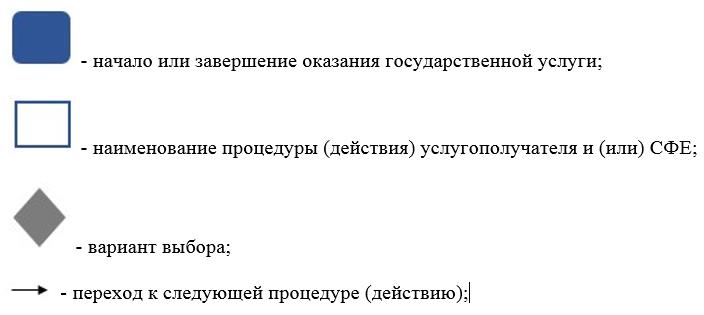 - начало или завершение оказания государственной услуги;
- наименование процедуры (действия) услугополучателя и (или) СФЕ;
- вариант выбора;
- переход к следующей процедуре (действию);